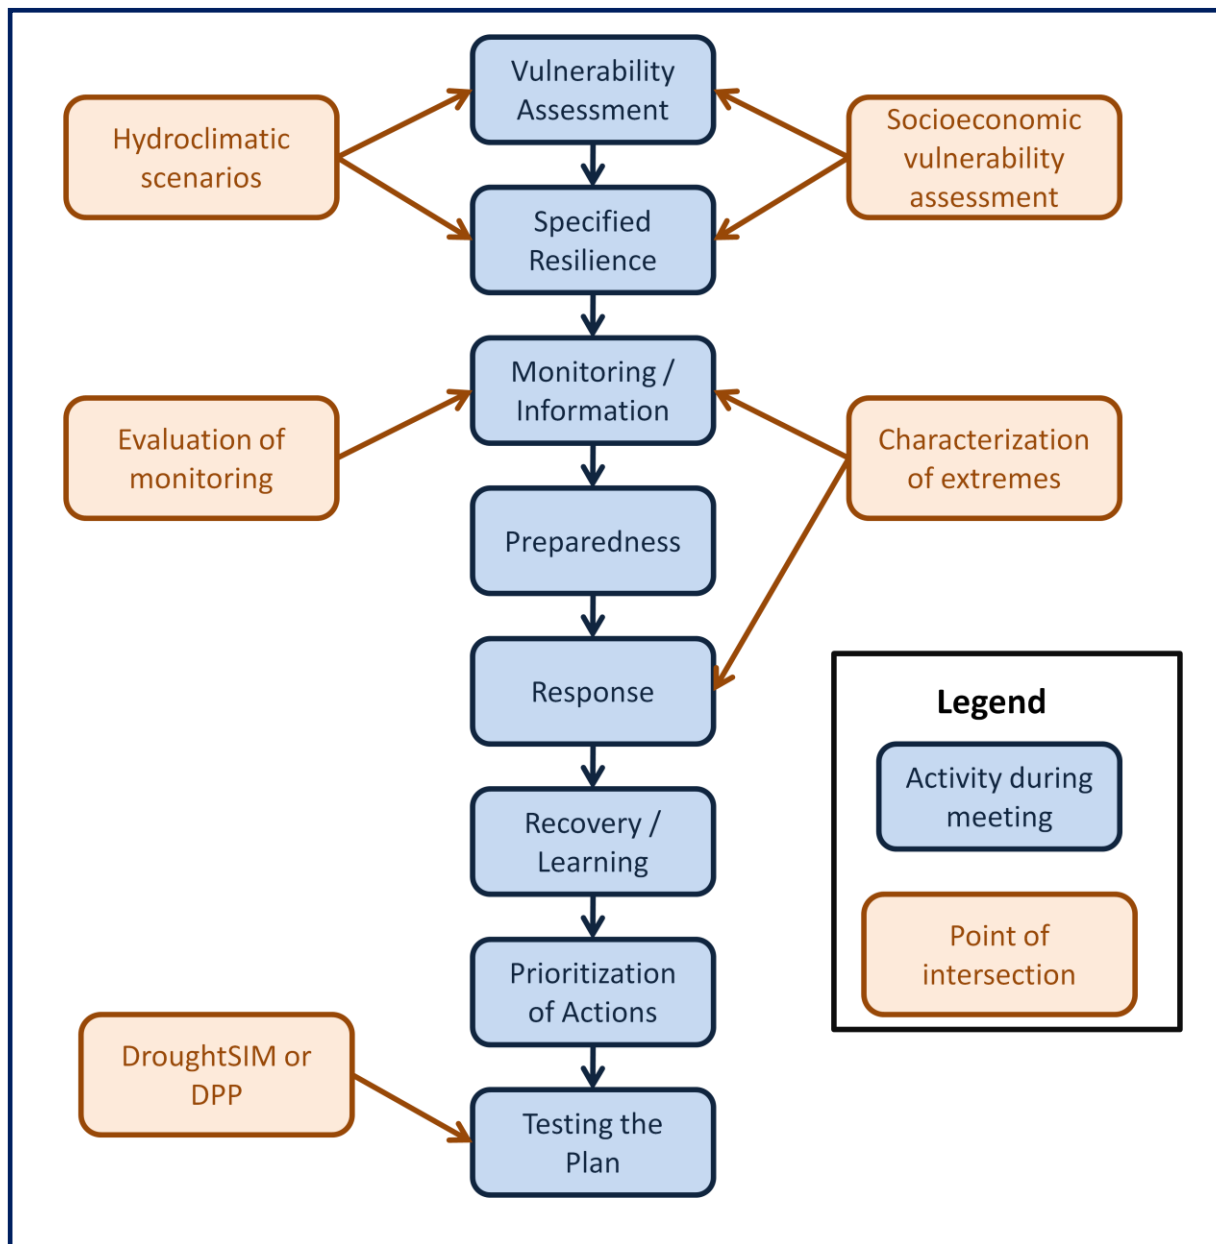 Vulnerability
Assessment
Hydroclimatic
scenarios
Socioeconomic
vulnerability
assessment
Specified
Resilience
Monitoring /
Information
Evaluation of
monitoring
Characterization
of extremes
Preparedness
Response
Legend
Activity during
meeting
Recovery /
Learning
Point of
intersection
Prioritization
of Actions
DroughtSIM or
DPP
Testing the
Plan